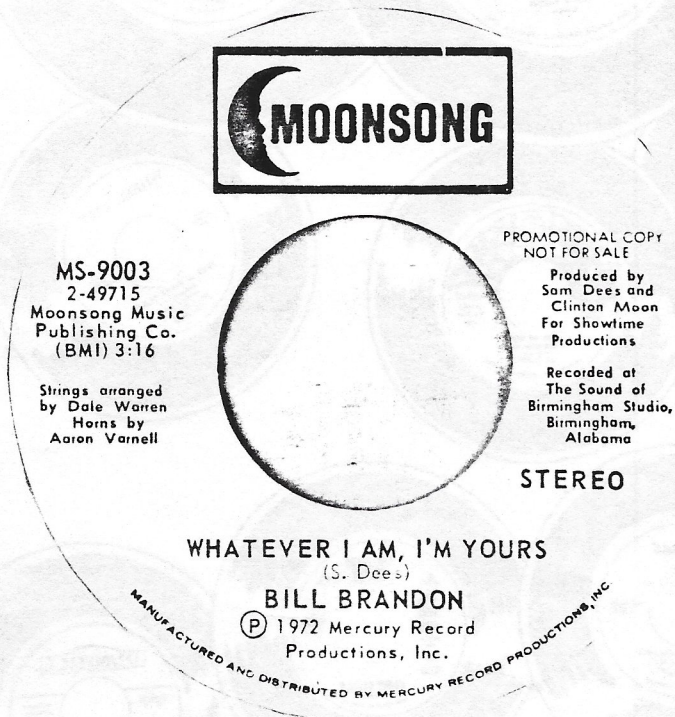 MOONSONG
MS-9003
2-49715
Moonsong Music
Publishing Co.
(BMI) 3:16
Strings arranged
by Dale Warren
Horns by
Aaron Varnell
PROMOTIONAL COPY
NOT FOR SALE
Produced by
Sam Dees and
Clinton Moon
For Showtime
Productions
Recorded at
The Sound of
Birmingham Studio,
Birmingham,
Alabama
STEREO
WHATEVER I AM, I'M YOURS
(S. Dees)
BILL BRANDON
Ⓟ 1972 Mercury Record
Productions, Inc.
MANUFACTURED AND DISTRIBUTED BY MERCURY RECORD PRODUCTIONS, INC.